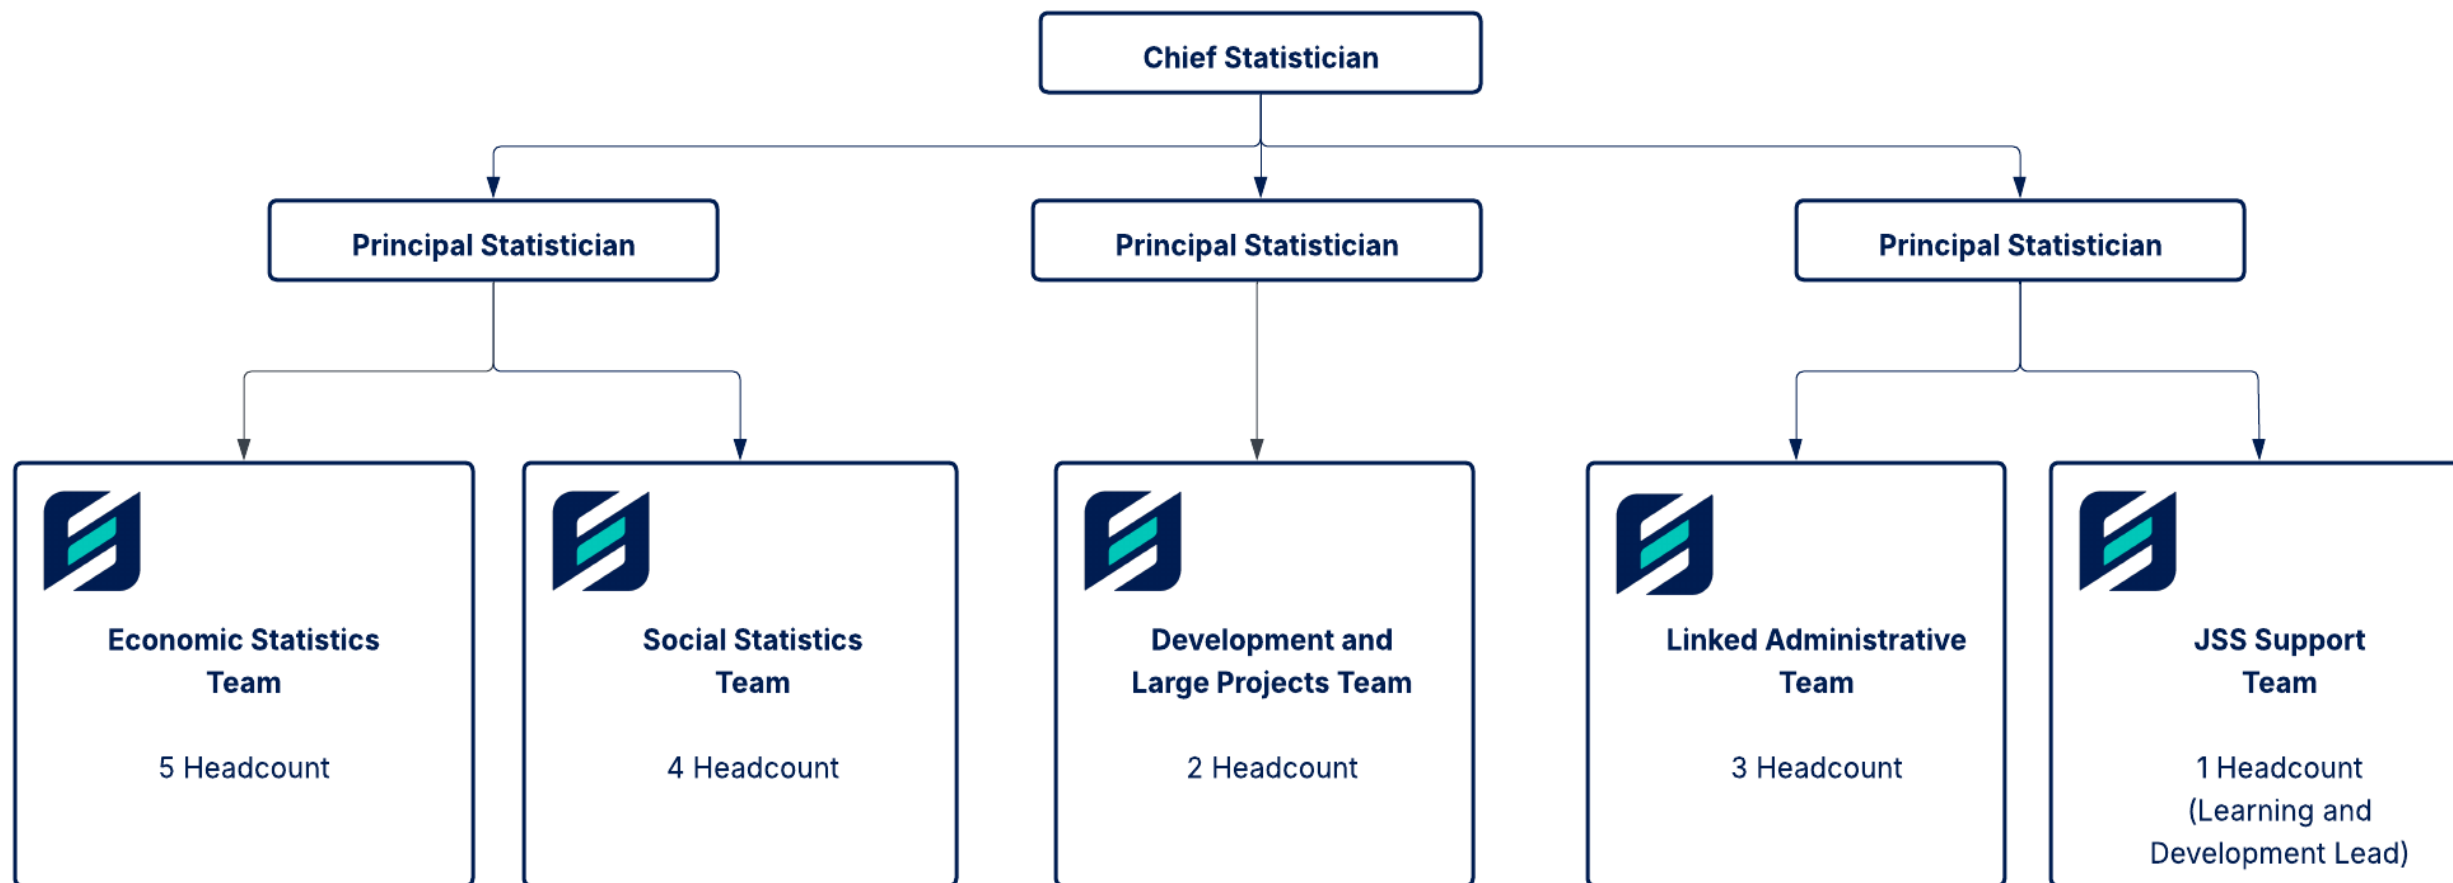 Chief Statistician
Principal Statistician
Principal Statistician
Principal Statistician
Economic Statistics
Team
5 Headcount
Social Statistics
Team
4 Headcount
Development and
Large Projects Team
2 Headcount
Linked Administrative
Team
3 Headcount
JSS Support
Team
1 Headcount
(Learning and
Development Lead)